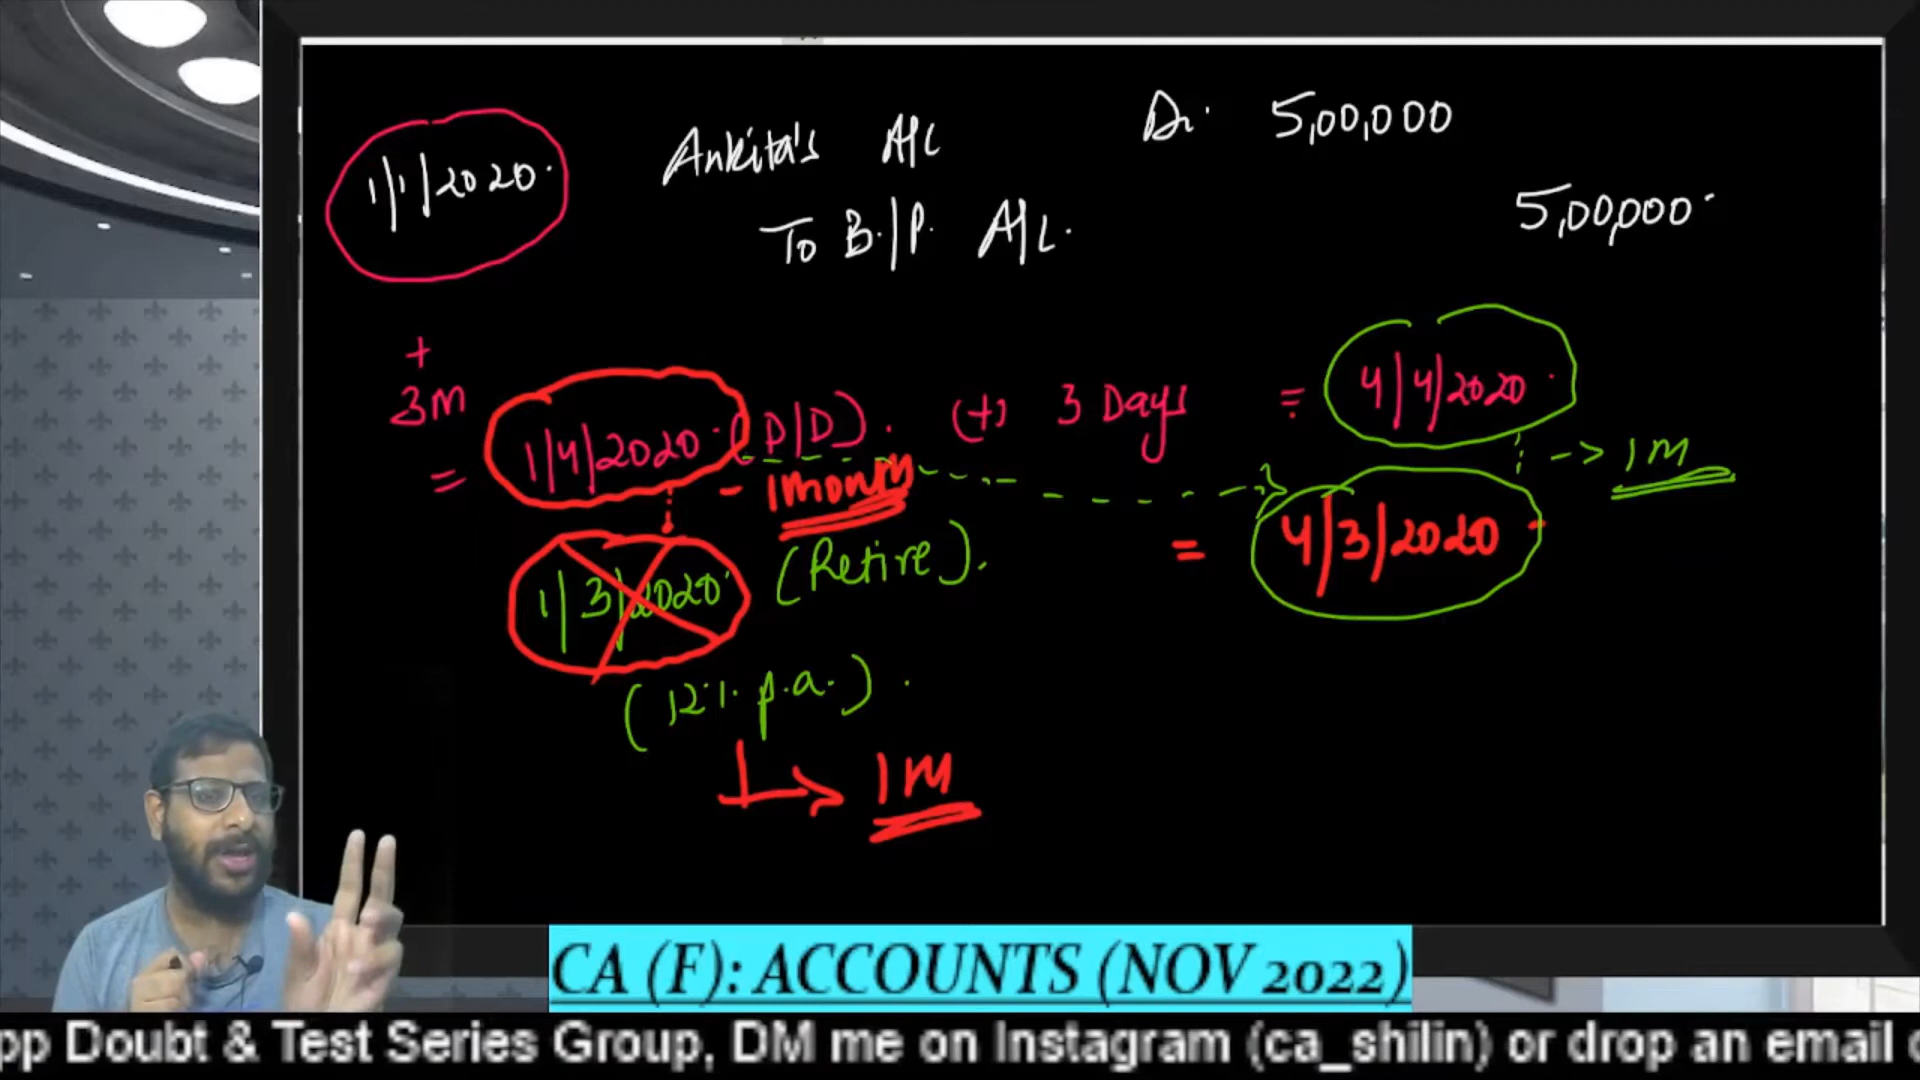 1/1/2020.
Ankita's A/c Dr. 5,00,000
To B/P. A/c. 5,00,000.
+
3M
= 1/4/2020. (D/D). (+) 3 Days = 4/4/2020.
- 1month
-> 1M
1/3/2020 (Retire). = 4/3/2020
(12% p.a.).
1M
CA (F): ACCOUNTS (NOV 2022)
pp Doubt & Test Series Group, DM me on Instagram (ca_shilin) or drop an email